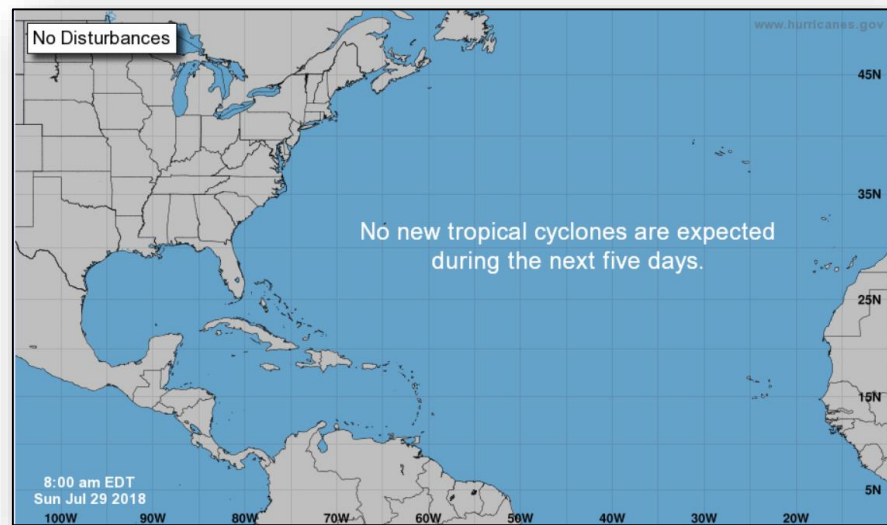 No Disturbances
www.hurricanes.gov
45N
35N
No new tropical cyclones are expected
during the next five days.
25N
15N
8:00 am EDT
Sun Jul 29 2018
5N
100W 90W 80W 70W 60W 50W 40W 30W 20W